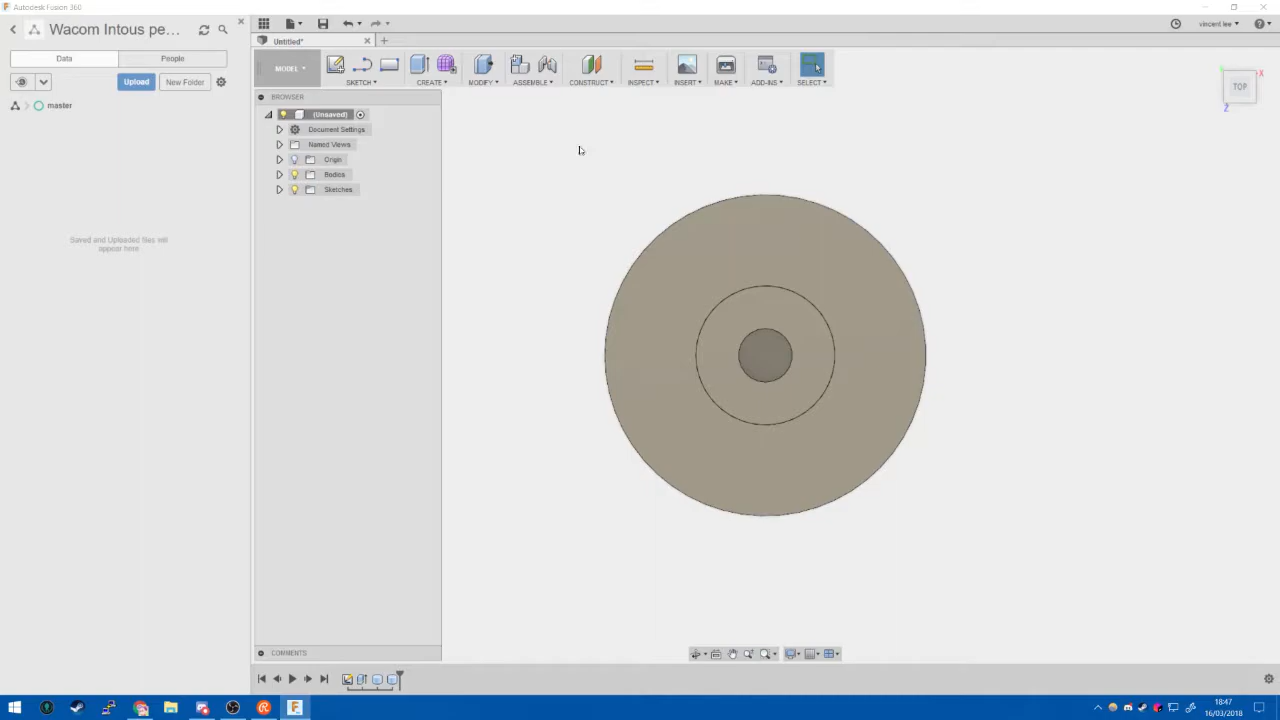 Autodesk Fusion 360
Wacom Intous pe...
Data
People
Upload
New Folder
master
Saved and Uploaded files will
appear here
vincent lee
Untitled*
MODEL
SKETCH
CREATE
MODIFY
ASSEMBLE
CONSTRUCT
INSPECT
INSERT
MAKE
ADD-INS
SELECT
BROWSER
(Unsaved)
Document Settings
Named Views
Origin
Bodies
Sketches
X
TOP
Z
COMMENTS
18:47
16/03/2018